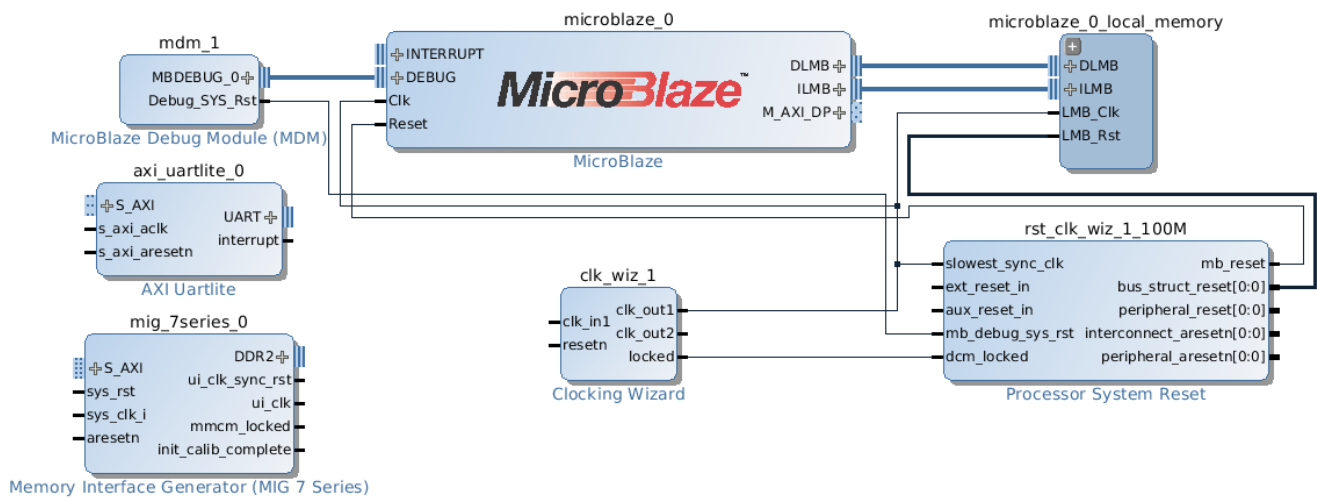 mdm_1
MBDEBUG_0
Debug_SYS_Rst
MicroBlaze Debug Module (MDM)
microblaze_0
INTERRUPT
DEBUG
Clk
Reset
MicroBlaze™
DLMB
ILMB
M_AXI_DP
MicroBlaze
microblaze_0_local_memory
DLMB
ILMB
LMB_Clk
LMB_Rst
axi_uartlite_0
S_AXI
s_axi_aclk
s_axi_aresetn
UART
interrupt
AXI Uartlite
clk_wiz_1
clk_in1
resetn
clk_out1
clk_out2
locked
Clocking Wizard
rst_clk_wiz_1_100M
slowest_sync_clk
ext_reset_in
aux_reset_in
mb_debug_sys_rst
dcm_locked
mb_reset
bus_struct_reset[0:0]
peripheral_reset[0:0]
interconnect_aresetn[0:0]
peripheral_aresetn[0:0]
Processor System Reset
mig_7series_0
S_AXI
sys_rst
sys_clk_i
aresetn
DDR2
ui_clk_sync_rst
ui_clk
mmcm_locked
init_calib_complete
Memory Interface Generator (MIG 7 Series)